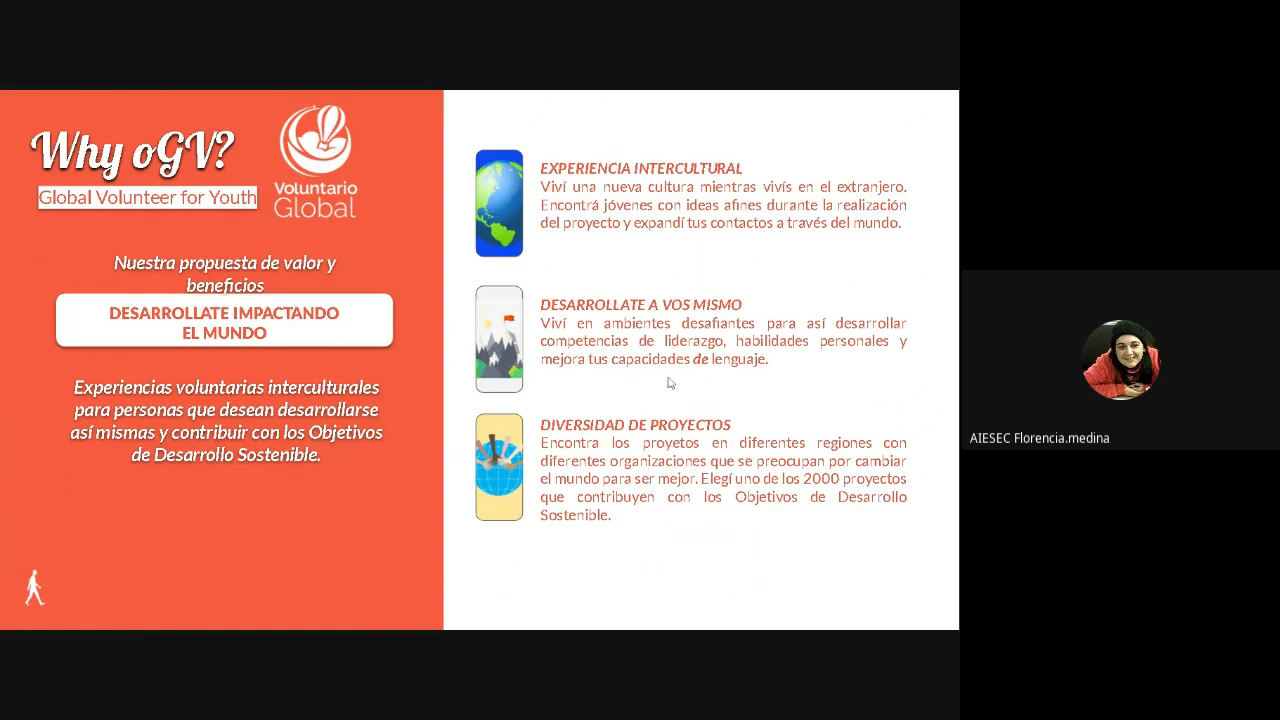 Why oGV?
Global Volunteer for Youth
Voluntario
Global
Nuestra propuesta de valor y
beneficios
DESARROLLATE IMPACTANDO
EL MUNDO
Experiencias voluntarias interculturales
para personas que desean desarrollarse
así mismas y contribuir con los Objetivos
de Desarrollo Sostenible.
EXPERIENCIA INTERCULTURAL
Viví una nueva cultura mientras vivís en el extranjero.
Encontrá jóvenes con ideas afines durante la realización
del proyecto y expandí tus contactos a través del mundo.
DESARROLLATE A VOS MISMO
Viví en ambientes desafiantes para así desarrollar
competencias de liderazgo, habilidades personales y
mejora tus capacidades de lenguaje.
DIVERSIDAD DE PROYECTOS
Encontra los proyetos en diferentes regiones con
diferentes organizaciones que se preocupan por cambiar
el mundo para ser mejor. Elegí uno de los 2000 proyectos
que contribuyen con los Objetivos de Desarrollo
Sostenible.
AIESEC Florencia.medina